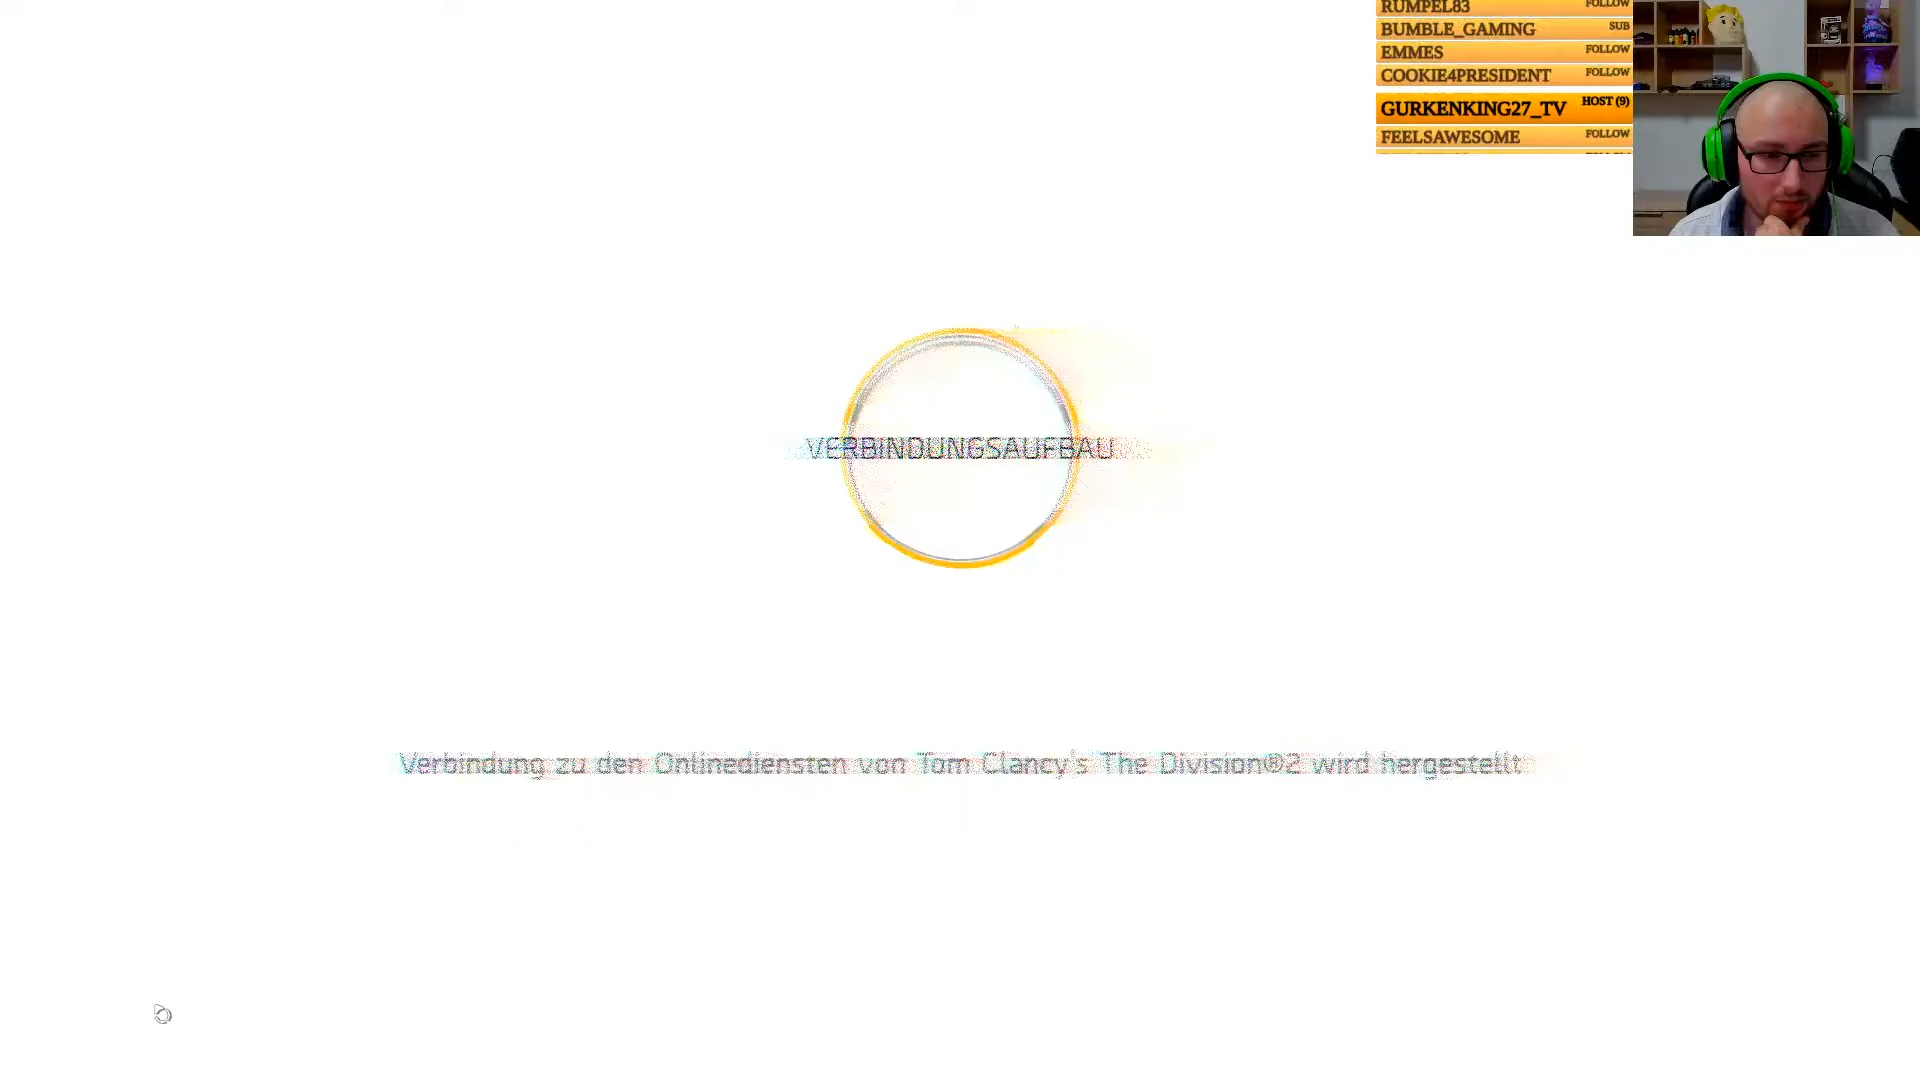 RUMPEL83 FOLLOW
BUMBLE_GAMING SUB
EMMES FOLLOW
COOKIE4PRESIDENT FOLLOW
GURKENKING27_TV HOST (9)
FEELSAWESOME FOLLOW
VERBINDUNGSAUFBAU
Verbindung zu den Onlinediensten von Tom Clancy's The Division®2 wird hergestellt